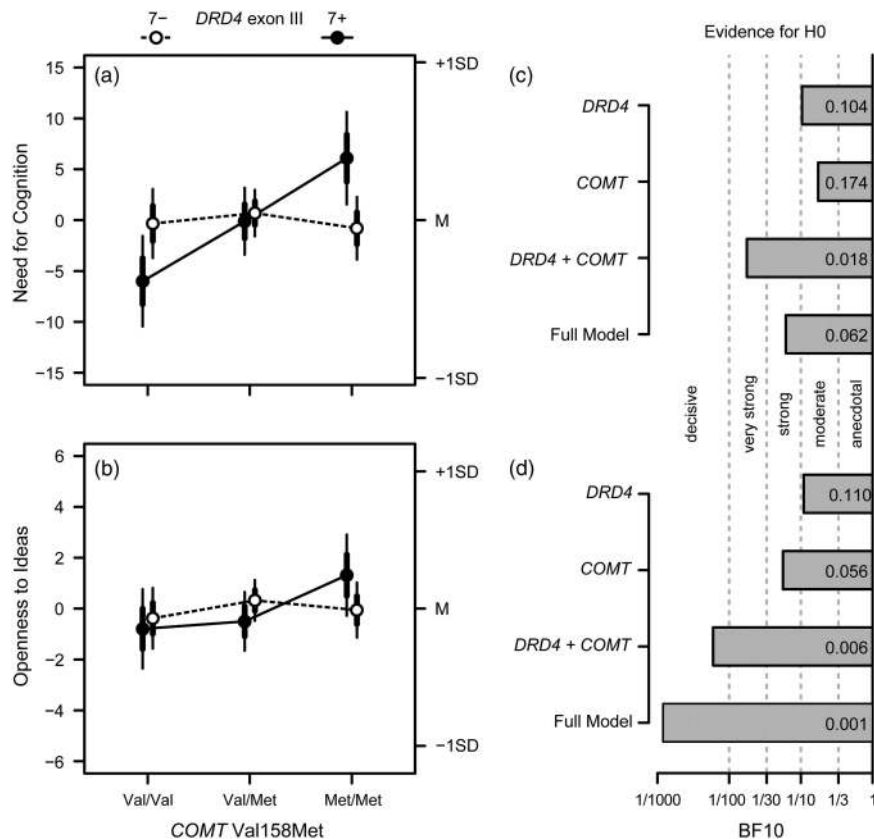 7− DRD4 exon III 7+
(a)
+1SD
15
10
5
0
−5
−10
−15
M
−1SD
Need for Cognition
(b)
+1SD
6
4
2
0
−2
−4
−6
M
−1SD
Openness to Ideas
Val/Val Val/Met Met/Met
COMT Val158Met
Evidence for H0
(c)
DRD4 0.104
COMT 0.174
DRD4 + COMT 0.018
Full Model 0.062
decisive
very strong
strong
moderate
anecdotal
(d)
DRD4 0.110
COMT 0.056
DRD4 + COMT 0.006
Full Model 0.001
1/1000 1/100 1/30 1/10 1/3 1
BF10